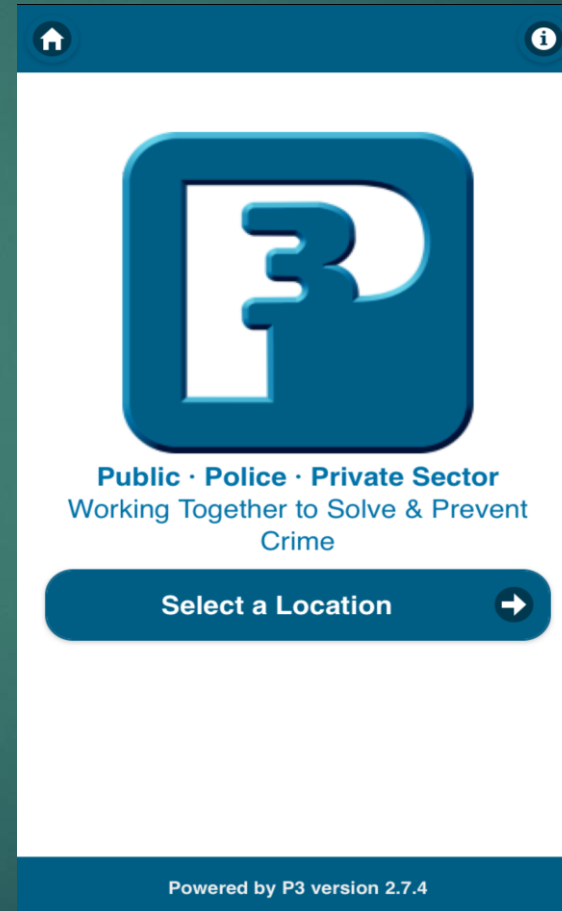 P3
Public · Police · Private Sector
Working Together to Solve & Prevent
Crime
Select a Location
Powered by P3 version 2.7.4